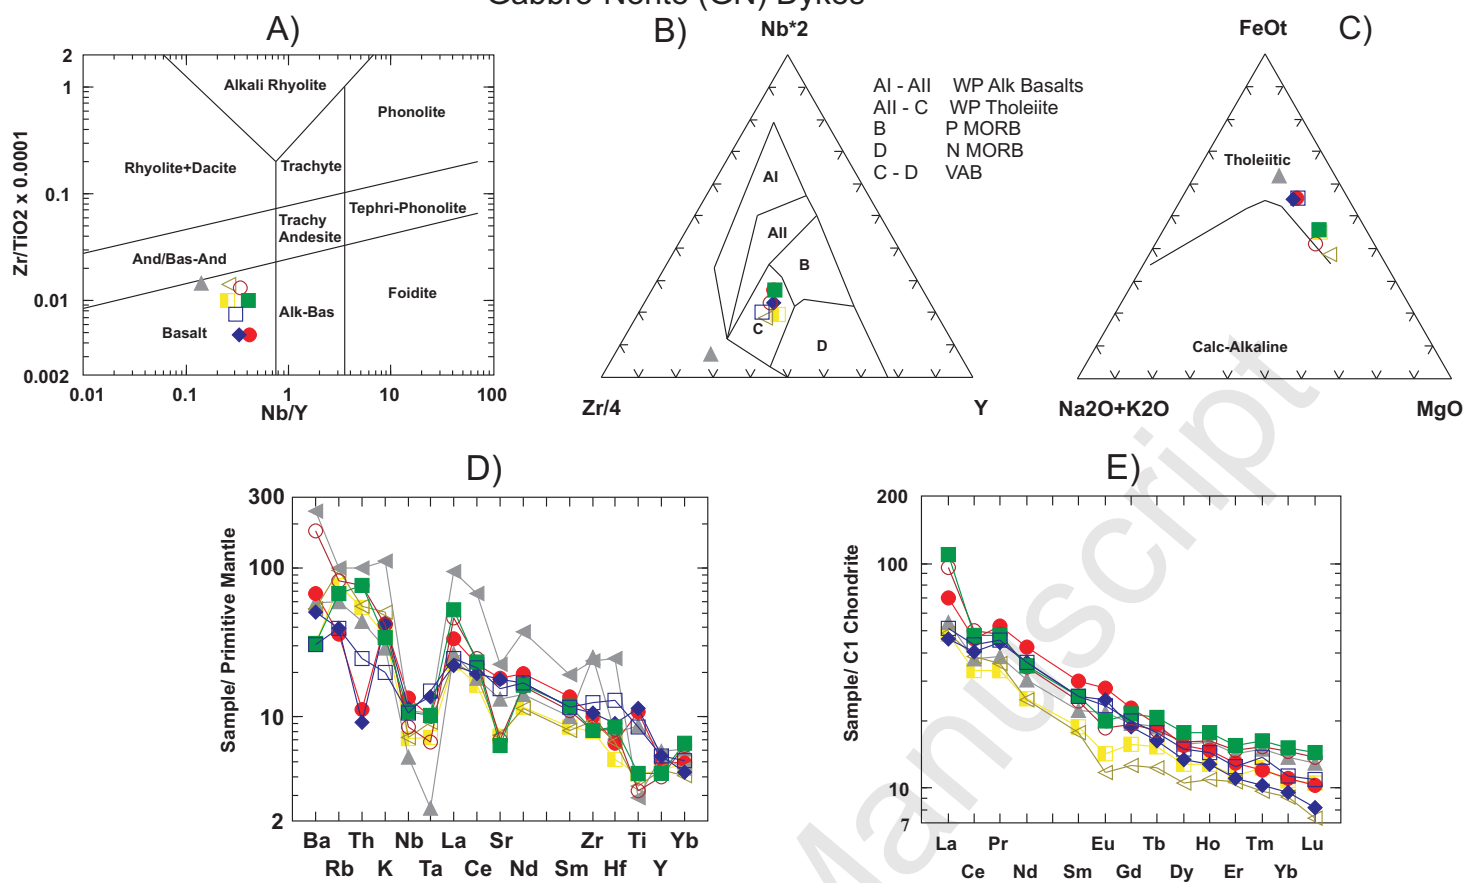 Gabbro-Norite (GN) Dykes
A)
2
1
0.1
0.01
0.002
Zr/TiO2 x 0.0001
Alkali Rhyolite
Phonolite
Rhyolite+Dacite
Trachyte
Tephri-Phonolite
Trachy
Andesite
And/Bas-And
Foidite
Alk-Bas
Basalt
0.01
0.1
1
10
100
Nb/Y
B)
Nb*2
AI - AII WP Alk Basalts
AII - C WP Tholeiite
B P MORB
D N MORB
C - D VAB
AI
AII
B
C
D
Zr/4
Y
C)
FeOt
Tholeiitic
Calc-Alkaline
Na2O+K2O
MgO
D)
300
100
10
2
Sample/ Primitive Mantle
Ba Th Nb La Sr Zr Ti Yb
Rb K Ta Ce Nd Sm Hf Y
E)
200
100
10
7
Sample/ C1 Chondrite
La Pr Eu Tb Ho Tm Lu
Ce Nd Sm Gd Dy Er Yb
Manuscript